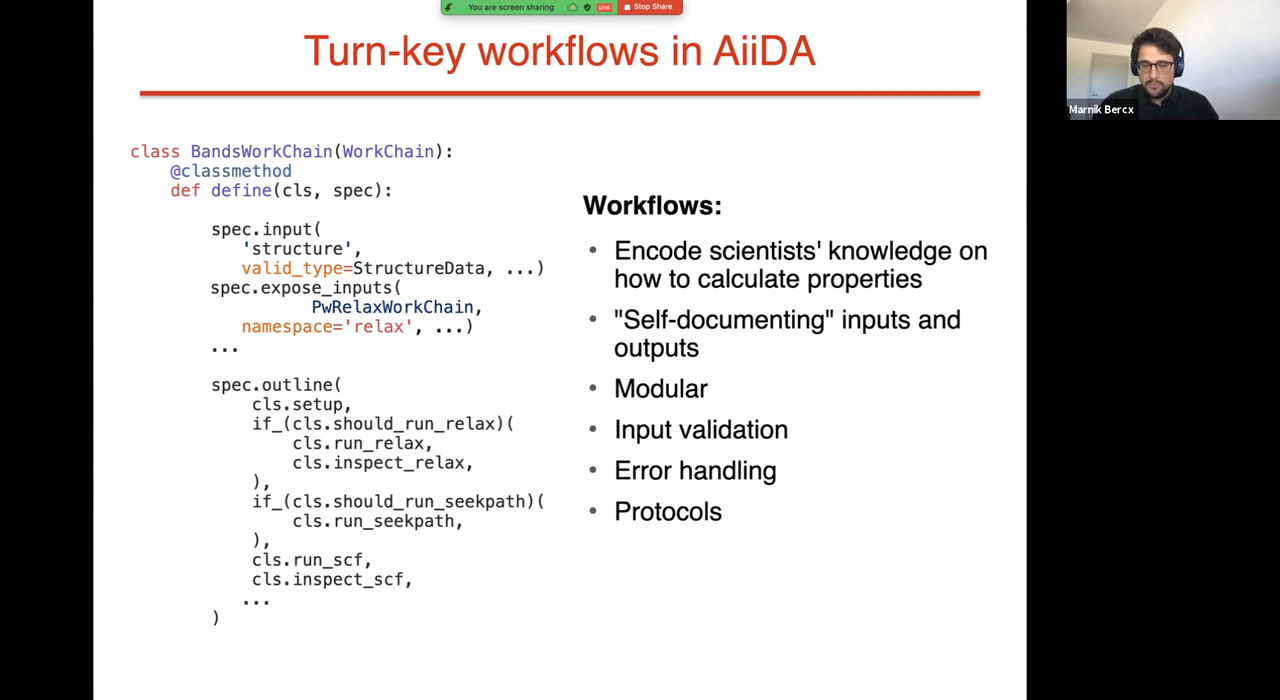 You are screen sharing LIVE Stop Share
Turn-key workflows in AiiDA
Marnik Bercx
class BandsWorkChain(WorkChain):
@classmethod
def define(cls, spec):
spec.input(
'structure',
valid_type=StructureData, ...)
spec.expose_inputs(
PwRelaxWorkChain,
namespace='relax', ...)
...
spec.outline(
cls.setup,
if_(cls.should_run_relax)(
cls.run_relax,
cls.inspect_relax,
),
if_(cls.should_run_seekpath)(
cls.run_seekpath,
),
cls.run_scf,
cls.inspect_scf,
...
)
Workflows:
• Encode scientists' knowledge on
how to calculate properties
• "Self-documenting" inputs and
outputs
• Modular
• Input validation
• Error handling
• Protocols